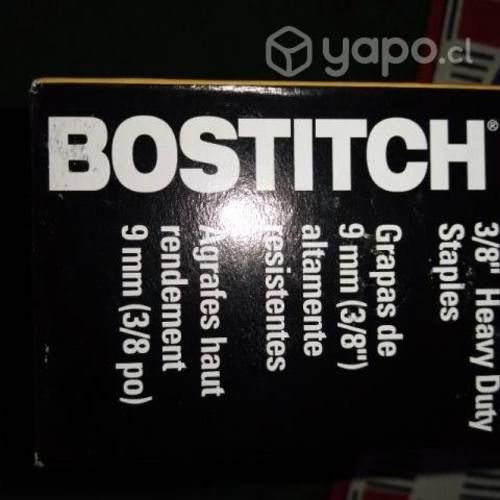 yapo.cl
BOSTITCH®
3/8" Heavy Duty
Staples
Grapas de
9 mm (3/8")
altamente
resistentes
Agrafes haut
rendement
9 mm (3/8 po)